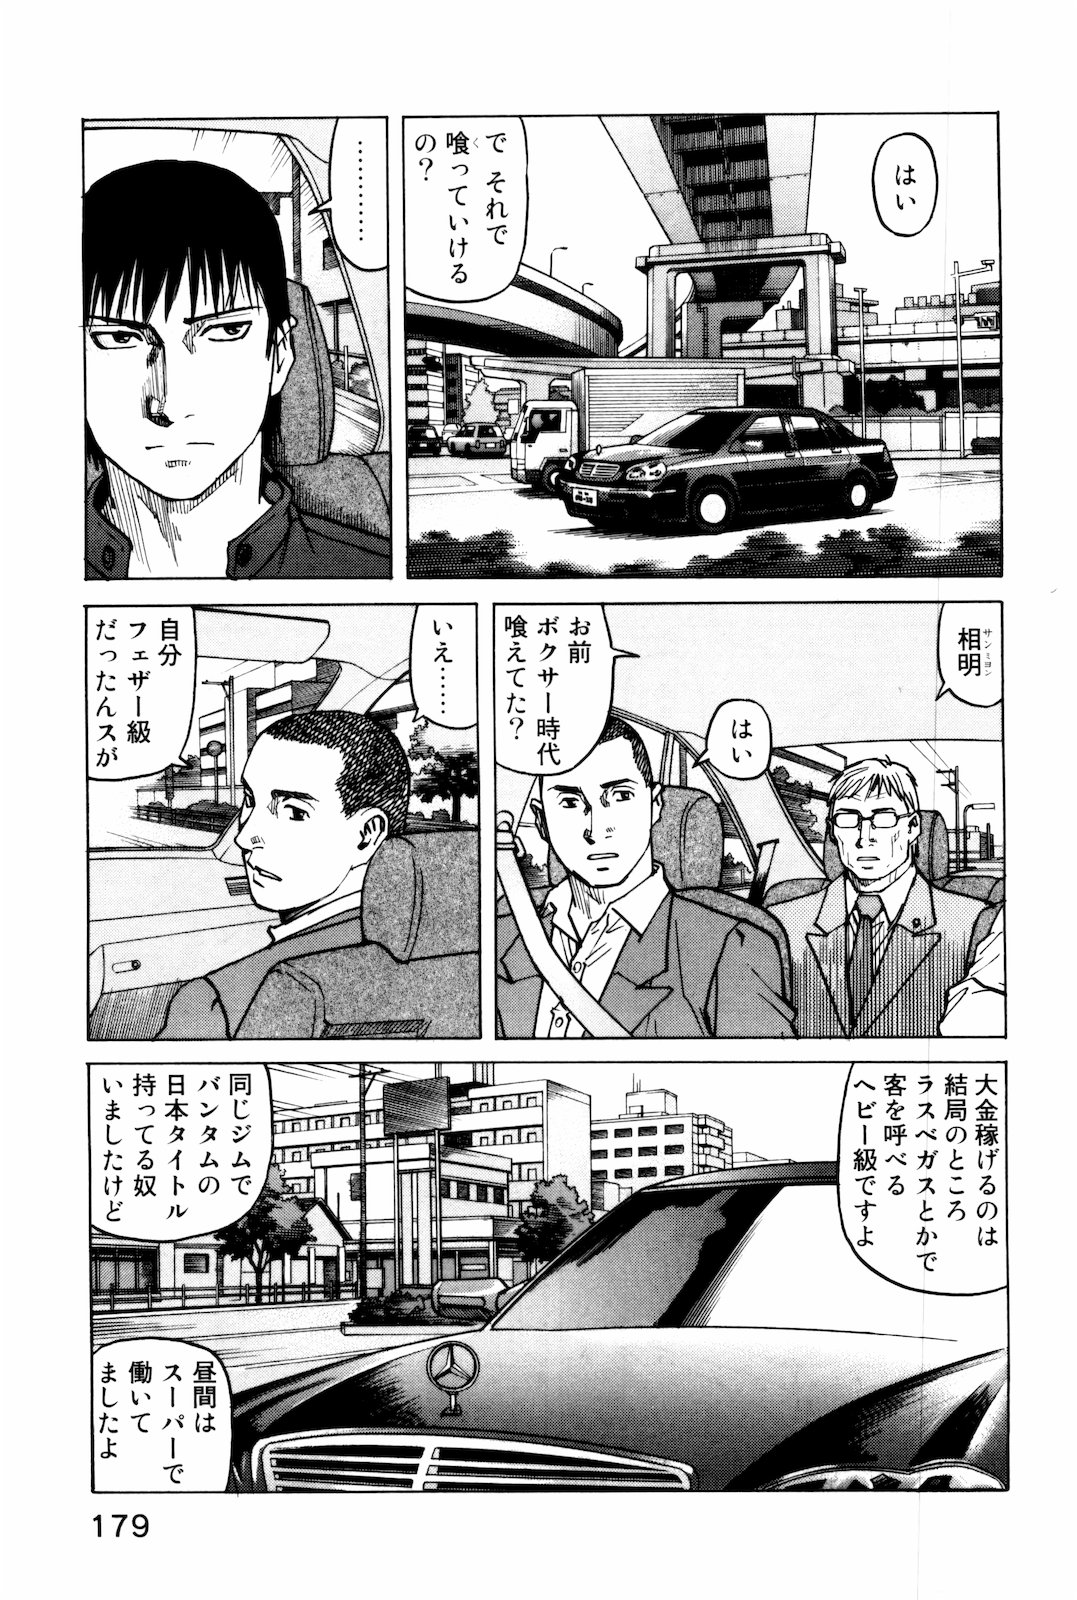 はい
で それで
喰っていける
の？
く
…………
相明
サンミョン
はい
お前
ボクサー時代
喰えてた？
いえ……
自分
フェザー級
だったんスが
大金稼げるのは
結局のところ
ラスベガスとかで
客を呼べる
ヘビー級ですよ
同じジムで
バンタムの
日本タイトル
持ってる奴
いましたけど
昼間は
スーパーで
働いて
ましたよ
179